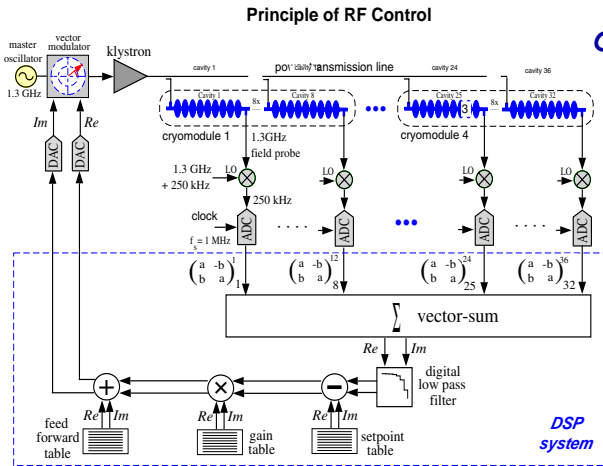 Principle of RF Control
C
master
oscillator
1.3 GHz
vector
modulator
klystron
cavity 1
transmission line
cavity 24
cavity 36
Cavity 1
8x
Cavity 8
Cavity 25
3
8x
Cavity 32
cryomodule 1
cryomodule 4
Im
Re
DAC
DAC
1.3GHz
field probe
1.3 GHz
+ 250 kHz
LO
LO
LO
LO
250 kHz
clock
f s = 1 MHz
ADC
ADC
ADC
ADC
a -b 1
b a 1
a -b 12
b a 8
a -b 24
b a 25
a -b 36
b a 32
∑ vector-sum
Re Im
digital
low pass
filter
+
×
−
Re Im
Re Im
Re Im
feed
forward
table
gain
table
setpoint
table
DSP
system